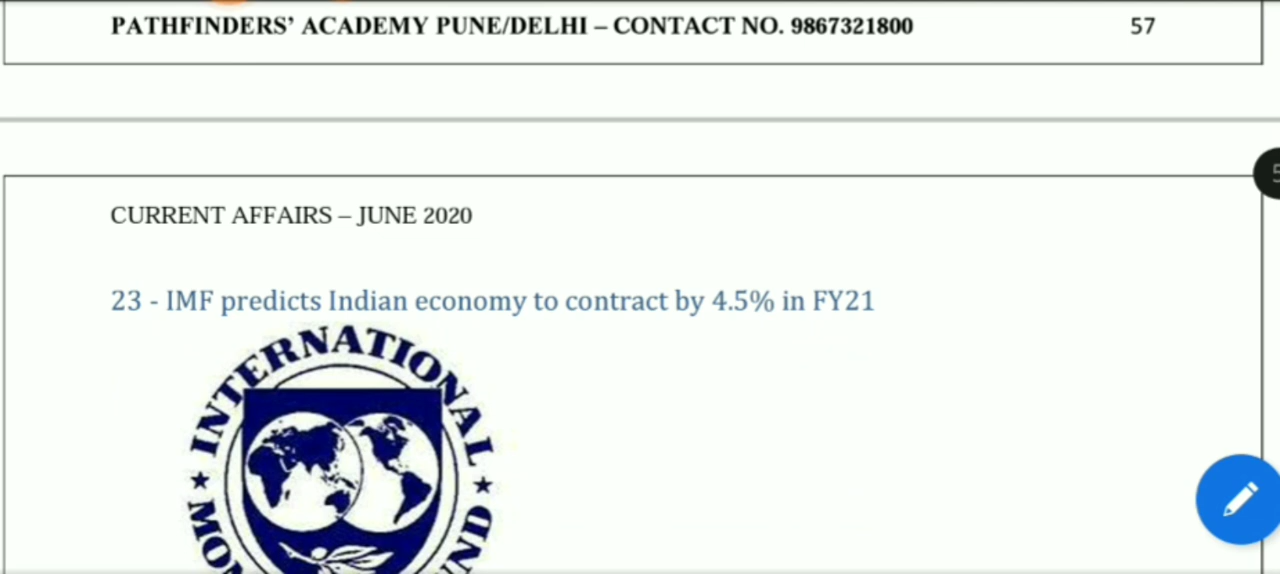 PATHFINDERS’ ACADEMY PUNE/DELHI – CONTACT NO. 9867321800 57
CURRENT AFFAIRS – JUNE 2020
23 - IMF predicts Indian economy to contract by 4.5% in FY21
INTERNATIONAL